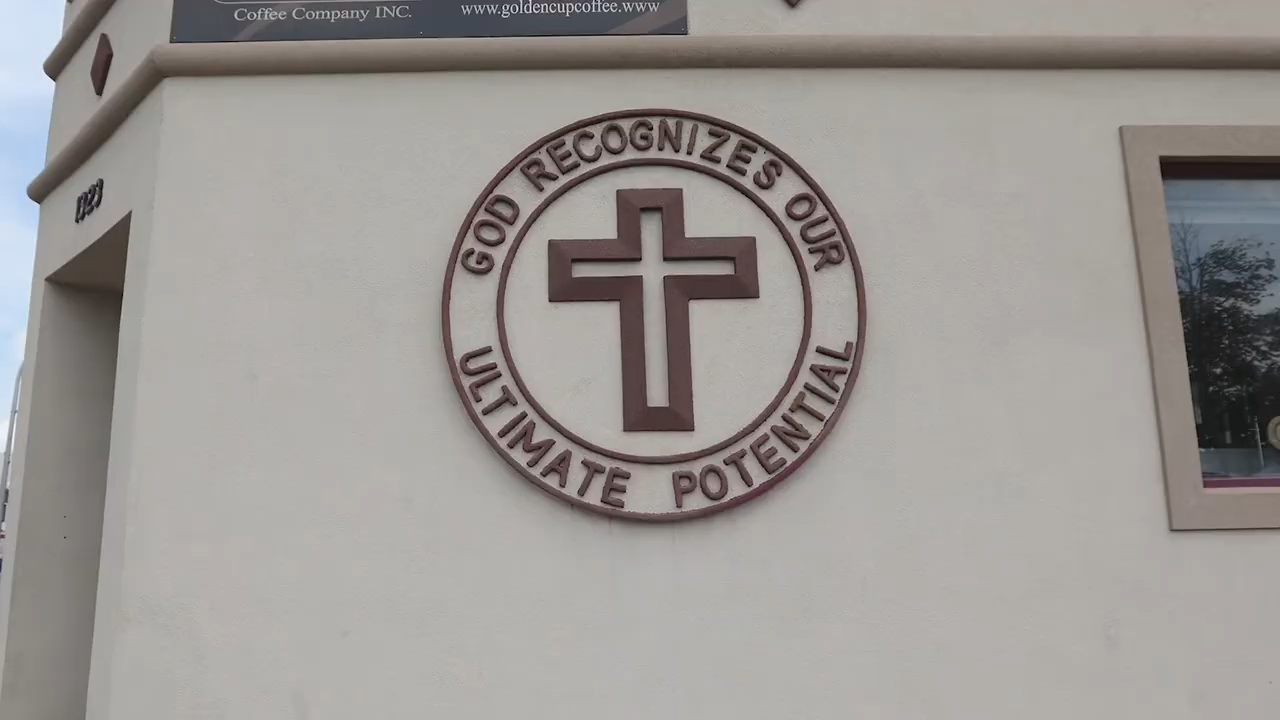 Coffee Company INC.
www.goldencupcoffee.www
1323
GOD RECOGNIZES OUR
ULTIMATE POTENTIAL